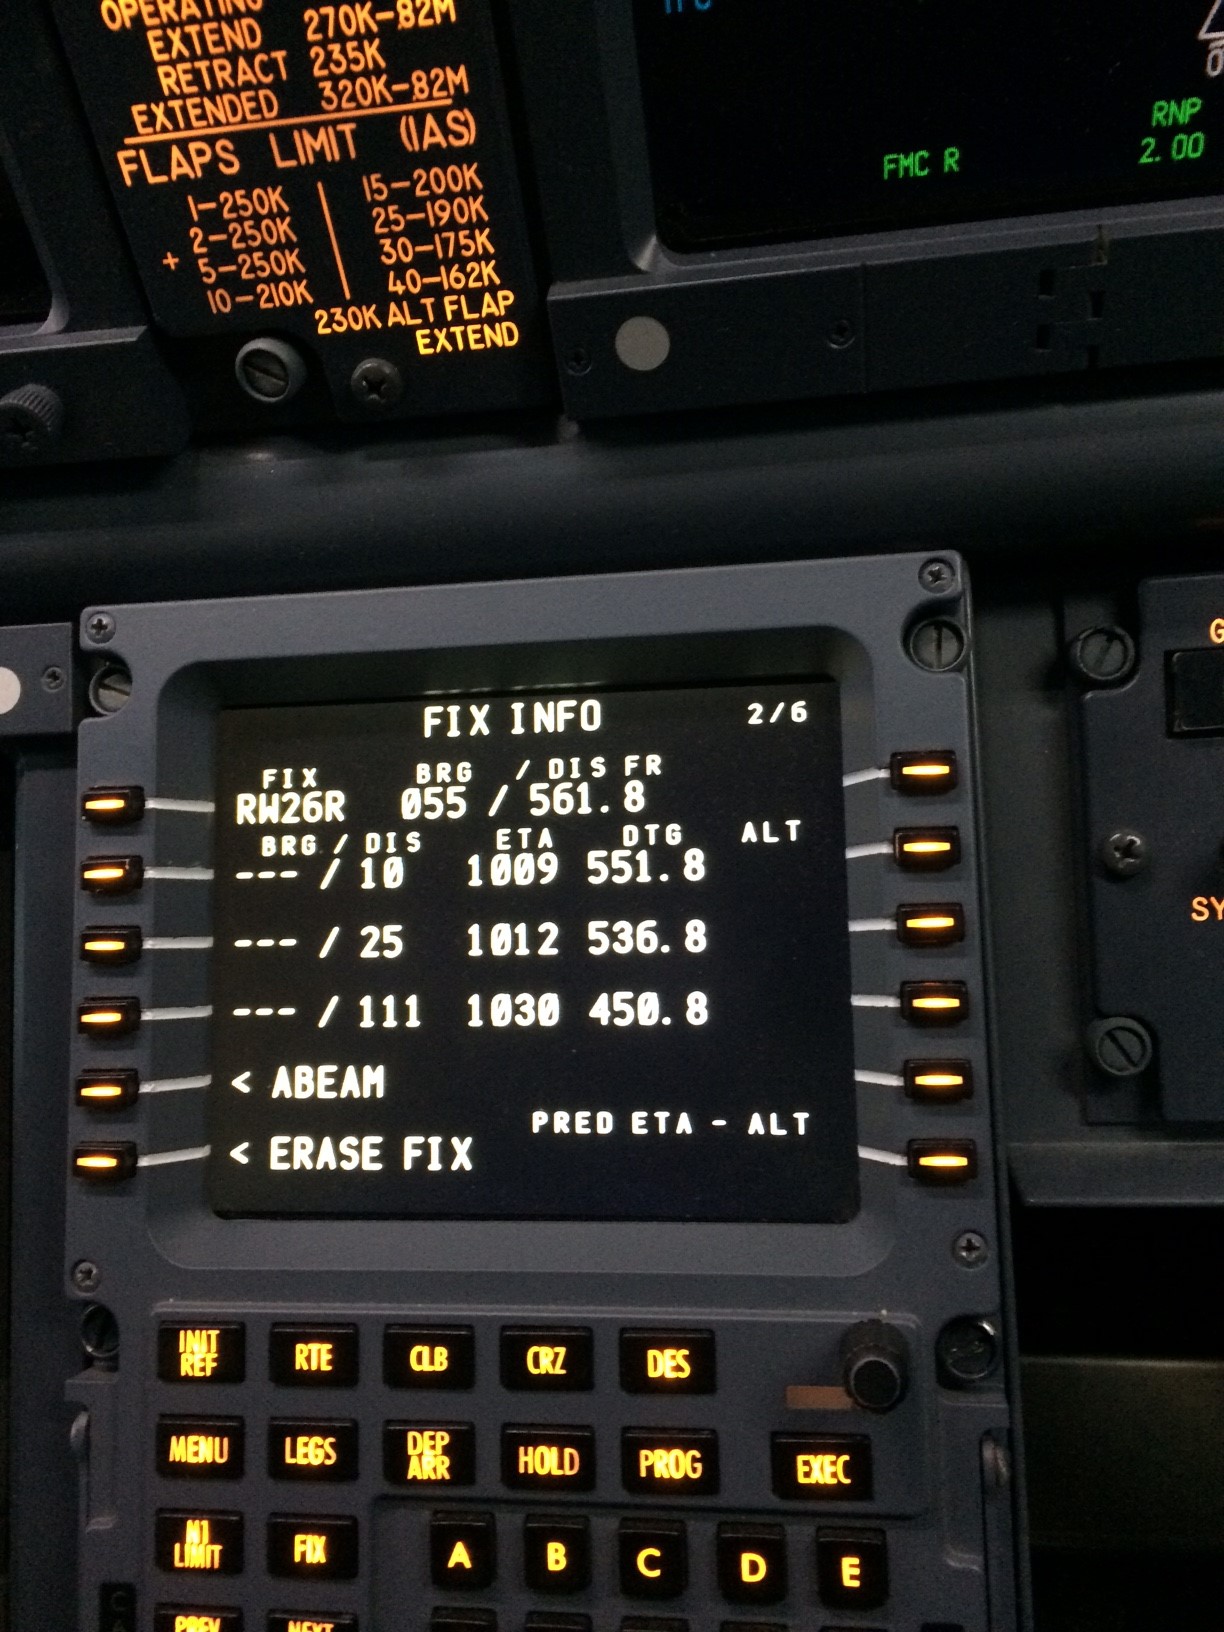 OPERATING
EXTEND 270K-.82M
RETRACT 235K
EXTENDED 320K-.82M
FLAPS LIMIT (IAS)
1-250K
2-250K
+ 5-250K
10-210K
15-200K
25-190K
30-175K
40-162K
230K ALT FLAP
EXTEND
FMC R
RNP
2.00
FIX INFO 2/6
FIX BRG / DIS FR
RW26R 055 / 561.8
BRG / DIS ETA DTG ALT
--- / 10 1009 551.8
--- / 25 1012 536.8
--- / 111 1030 450.8
< ABEAM
PRED ETA - ALT
< ERASE FIX
INIT
REF
RTE
CLB
CRZ
DES
MENU
LEGS
DEP
ARR
HOLD
PROG
EXEC
N1
LIMIT
FIX
A
B
C
D
E
PREV
NEXT